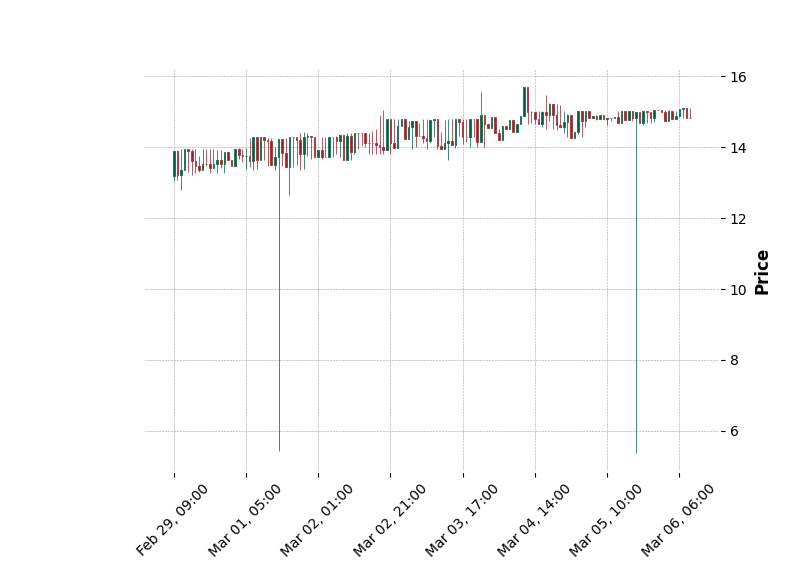 16
14
12
10
8
6
Price
Feb 29, 09:00
Mar 01, 05:00
Mar 02, 01:00
Mar 02, 21:00
Mar 03, 17:00
Mar 04, 14:00
Mar 05, 10:00
Mar 06, 06:00